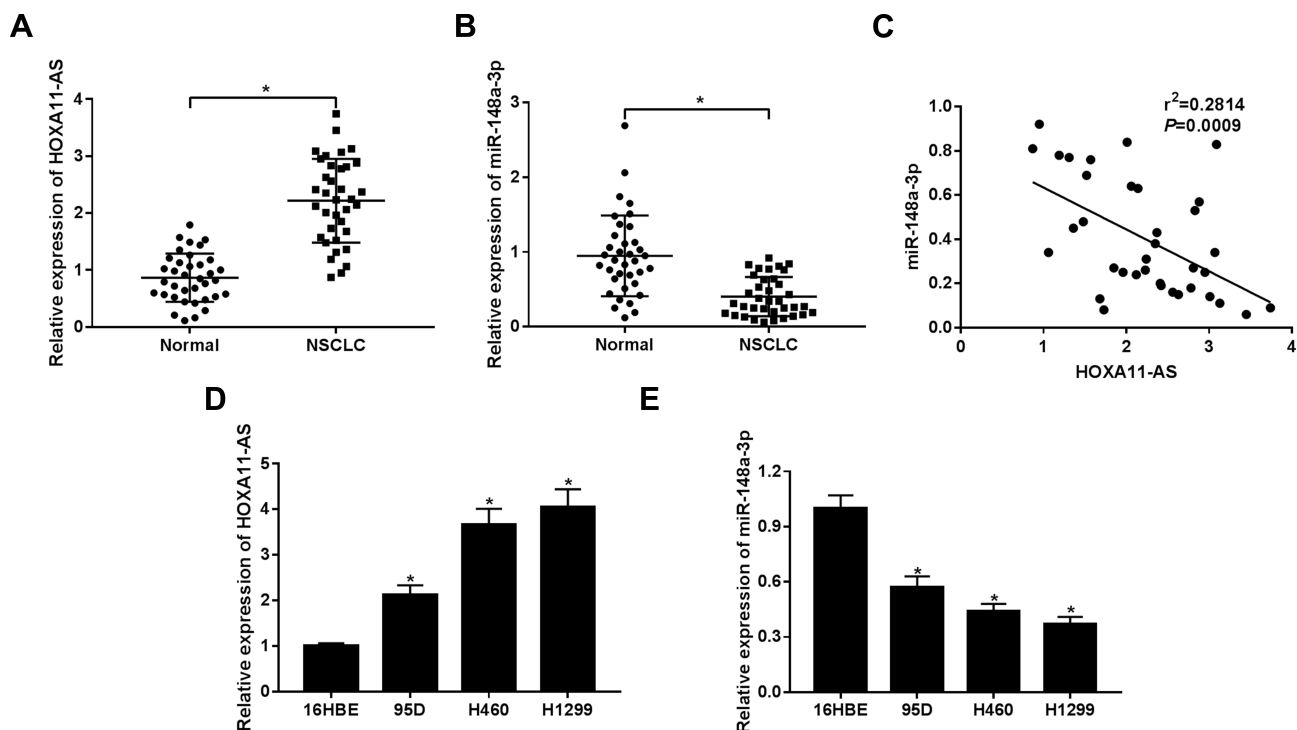 A
Relative expression of HOXA11-AS
4
3
2
1
0
*
Normal
NSCLC
B
Relative expression of miR-148a-3p
3
2
1
0
*
Normal
NSCLC
C
miR-148a-3p
1.0
0.8
0.6
0.4
0.2
0.0
r²=0.2814
P=0.0009
0
1
2
3
4
HOXA11-AS
D
Relative expression of HOXA11-AS
5
4
3
2
1
0
*
*
*
16HBE
95D
H460
H1299
E
Relative expression of miR-148a-3p
1.2
0.9
0.6
0.3
0.0
*
*
*
16HBE
95D
H460
H1299